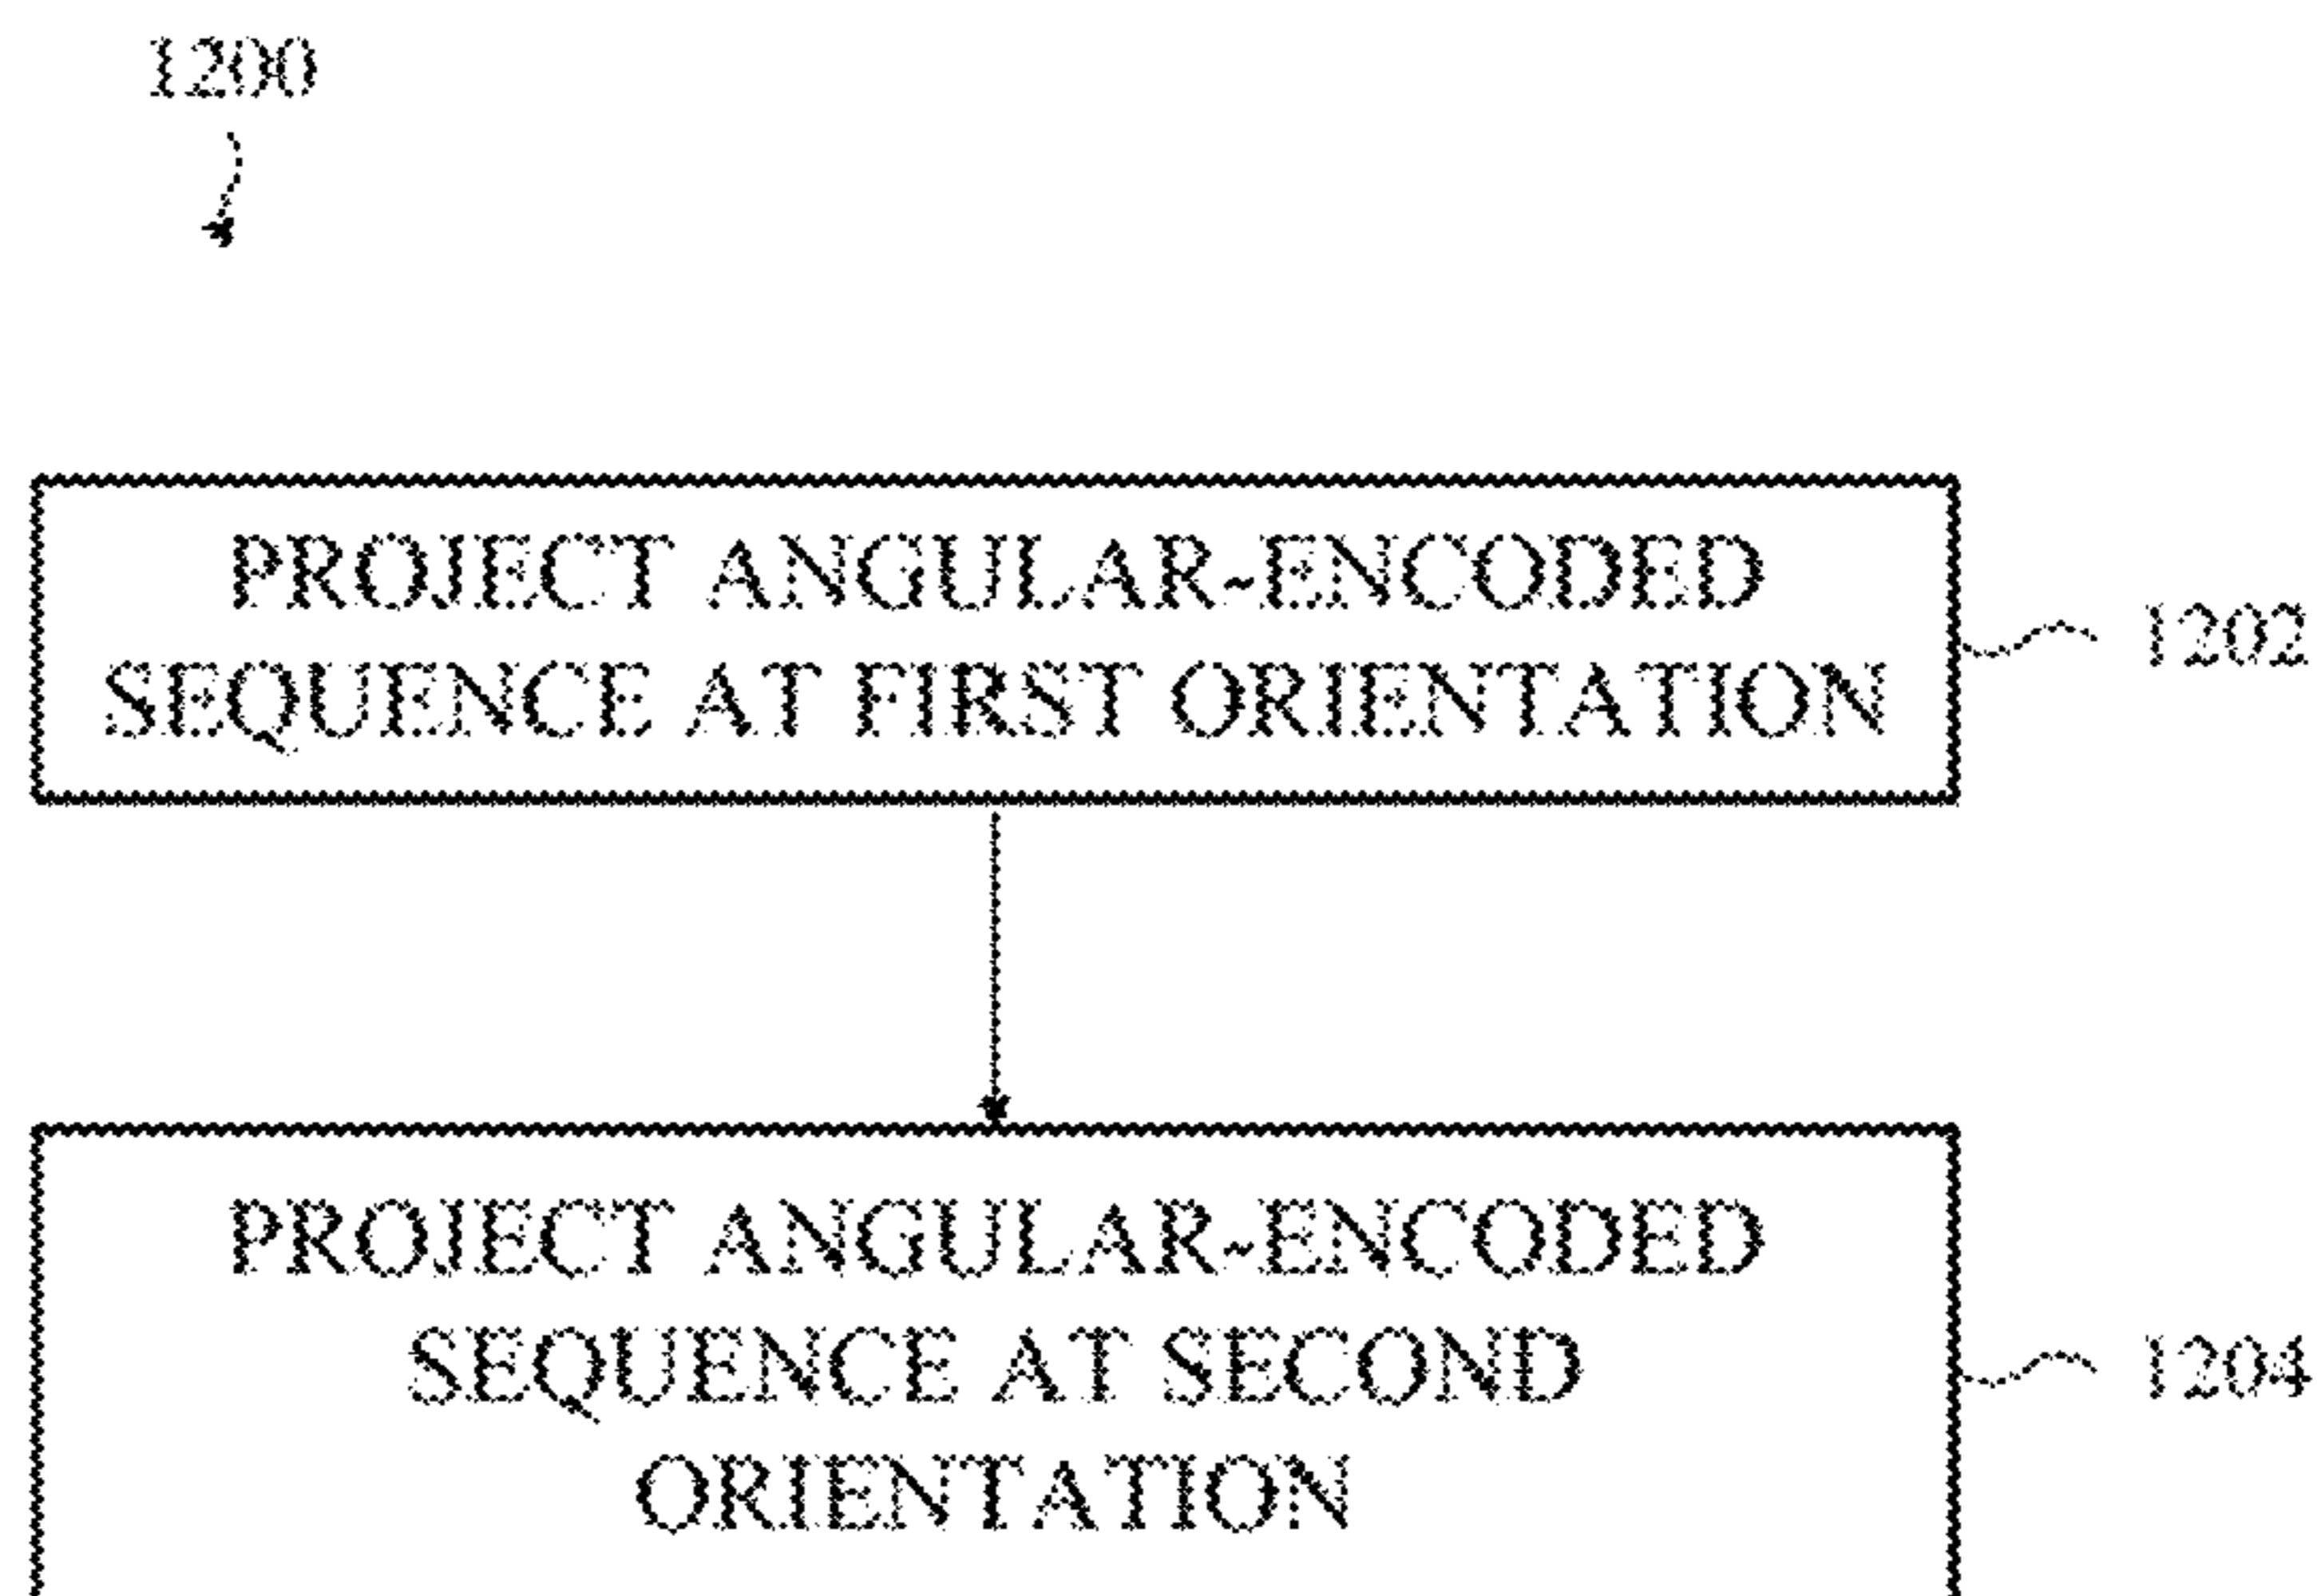 1200
PROJECT ANGULAR-ENCODED
SEQUENCE AT FIRST ORIENTATION
1202
PROJECT ANGULAR-ENCODED
SEQUENCE AT SECOND
ORIENTATION
1204